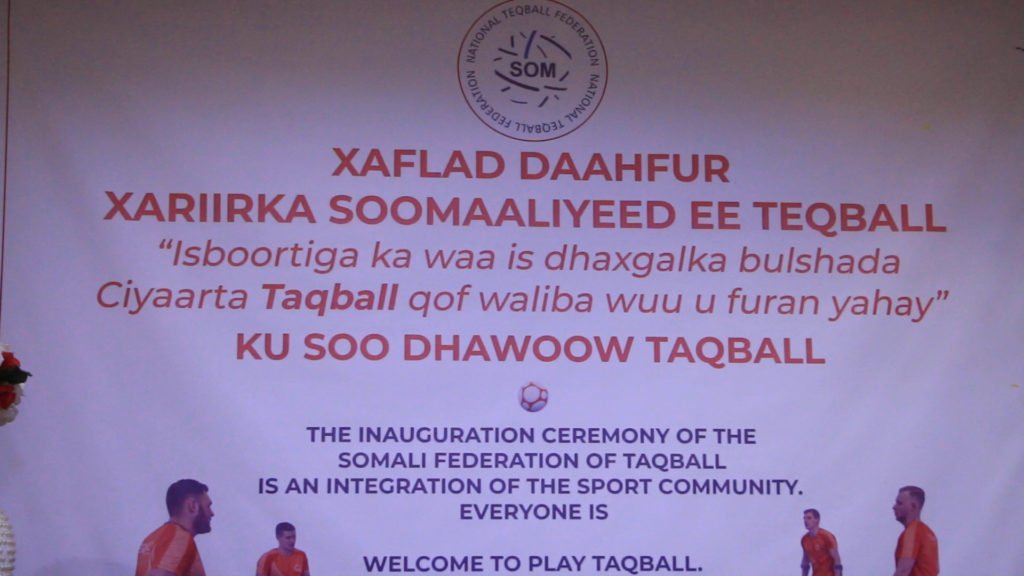 NATIONAL TEQBALL FEDERATION
NATIONAL TEQBALL FEDERATION
SOM
XAFLAD DAAHFUR
XARIIRKA SOOMAALIYEED EE TEQBALL
“Isboortiga ka waa is dhaxgalka bulshada
Ciyaarta Taqball qof waliba wuu u furan yahay”
KU SOO DHAWOOW TAQBALL
THE INAUGURATION CEREMONY OF THE
SOMALI FEDERATION OF TAQBALL
IS AN INTEGRATION OF THE SPORT COMMUNITY.
EVERYONE IS
WELCOME TO PLAY TAQBALL.